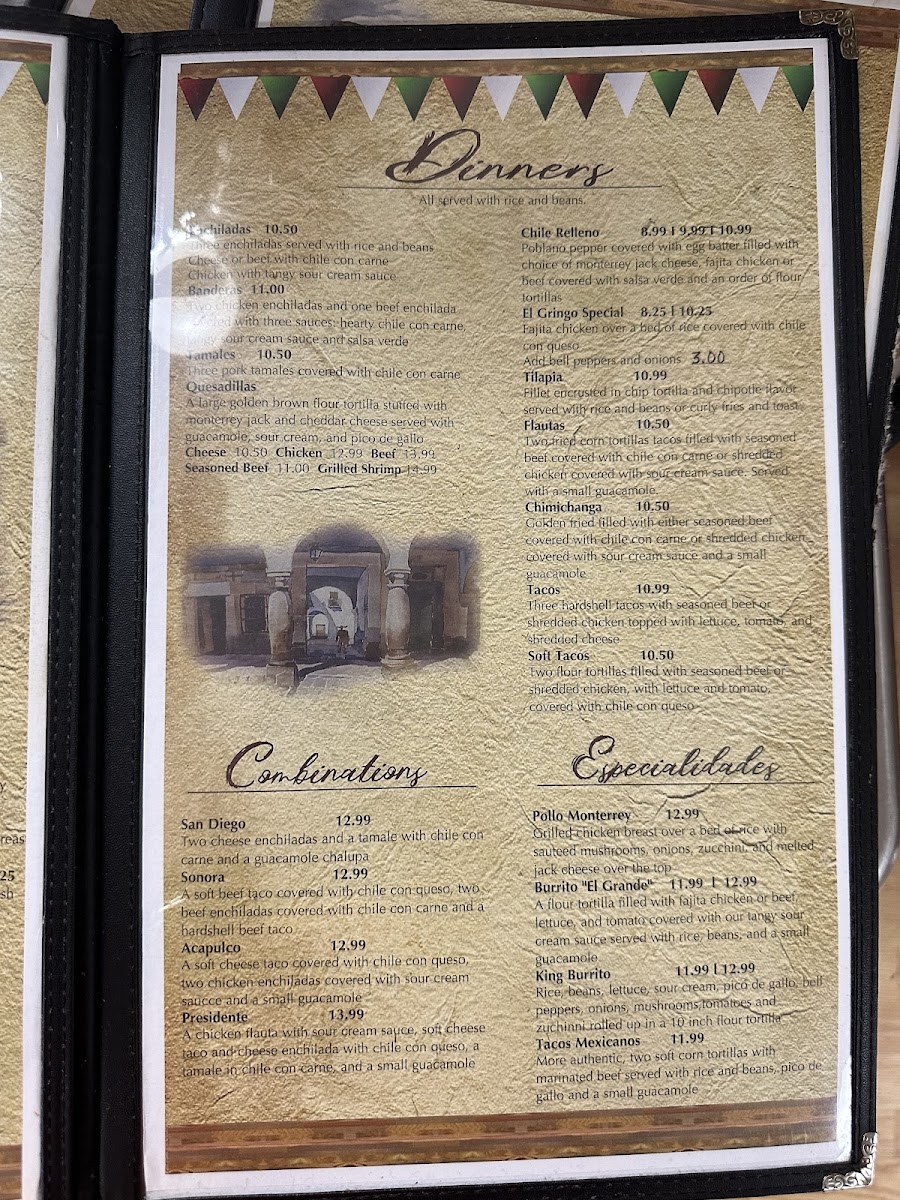 Dinners
All served with rice and beans.
Enchiladas 10.50
Three enchiladas served with rice and beans
Cheese or beef with chile con carne
Chicken with tangy sour cream sauce
Banderas 11.00
Two chicken enchiladas and one beef enchilada
served with three sauces: hearty chile con carne,
tangy sour cream sauce and salsa verde
Tamales 10.50
Three pork tamales covered with chile con carne
Quesadillas
A large golden brown flour tortilla stuffed with
monterrey jack and cheddar cheese served with
guacamole, sour cream, and pico de gallo
Cheese 10.50 Chicken 12.99 Beef 13.99
Seasoned Beef 11.00 Grilled Shrimp 14.99
Chile Relleno 8.99 | 9.99 | 10.99
Poblano pepper covered with egg batter filled with
choice of monterrey jack cheese, fajita chicken or
beef covered with salsa verde and an order of flour
tortillas
El Gringo Special 8.25 | 10.25
Fajita chicken over a bed of rice covered with chile
con queso
Add bell peppers and onions 3.00
Tilapia 10.99
Fillet encrusted in chip tortilla and chipotle flavor
served with rice and beans or curly fries and toast
Flautas 10.50
Two fried corn tortillas tacos filled with seasoned
beef covered with chile con carne or shredded
chicken covered with sour cream sauce. Served
with a small guacamole.
Chimichanga 10.50
Golden fried filled with either seasoned beef
covered with chile con carne or shredded chicken
covered with sour cream sauce and a small
guacamole
Tacos 10.99
Three hardshell tacos with seasoned beef or
shredded chicken topped with lettuce, tomato, and
shredded cheese
Soft Tacos 10.50
Two flour tortillas filled with seasoned beef or
shredded chicken, with lettuce and tomato,
covered with chile con queso
Combinations
San Diego 12.99
Two cheese enchiladas and a tamale with chile con
carne and a guacamole chalupa
Sonora 12.99
A soft beef taco covered with chile con queso, two
beef enchiladas covered with chile con carne and a
hardshell beef taco
Acapulco 12.99
A soft cheese taco covered with chile con queso,
two chicken enchiladas covered with sour cream
saucce and a small guacamole
Presidente 13.99
A chicken flauta with sour cream sauce, soft cheese
taco and cheese enchilada with chile con queso, a
tamale in chile con carne, and a small guacamole
Especialidades
Pollo Monterrey 12.99
Grilled chicken breast over a bed of rice with
sauteed mushrooms, onions, zucchini, and melted
jack cheese over the top
Burrito "El Grande" 11.99 | 12.99
A flour tortilla filled with fajita chicken or beef,
lettuce, and tomato covered with our tangy sour
cream sauce served with rice, beans, and a small
guacamole
King Burrito 11.99 | 12.99
Rice, beans, lettuce, sour cream, pico de gallo, bell
peppers, onions, mushrooms,tomatoes and
zuchinni rolled up in a 10 inch flour tortilla
Tacos Mexicanos 11.99
More authentic, two soft corn tortillas with
marinated beef served with rice and beans, pico de
gallo and a small guacamole